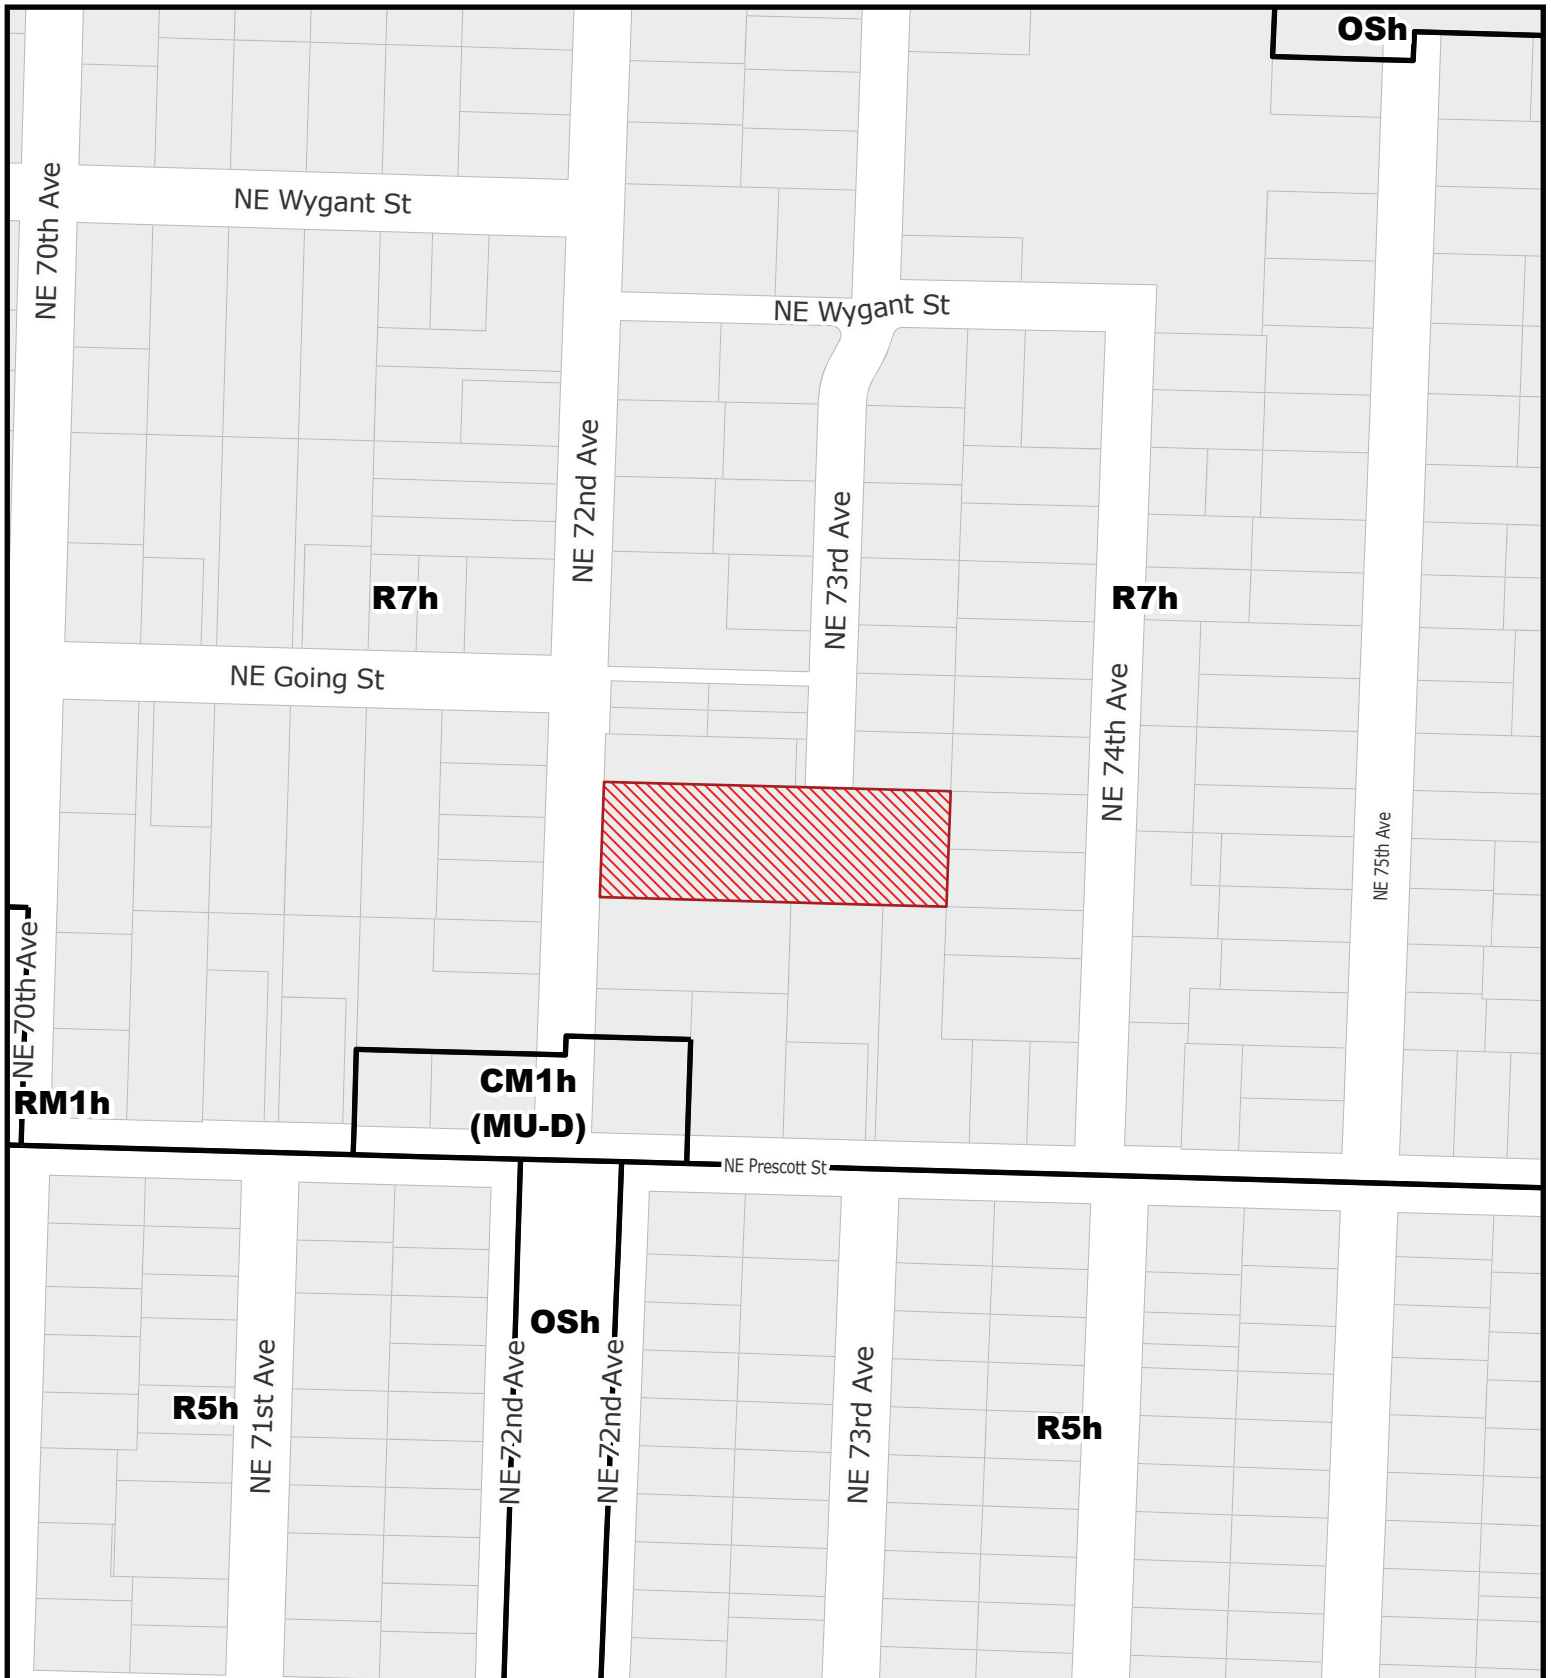 OSh
NE 70th Ave
NE Wygant St
NE Wygant St
NE 72nd Ave
NE 73rd Ave
R7h
R7h
NE Going St
NE 74th Ave
NE 75th Ave
NE 70th Ave
RM1h
CM1h
(MU-D)
NE Prescott St
OSh
R5h
NE 71st Ave
NE 72nd Ave
NE 72nd Ave
NE 73rd Ave
R5h